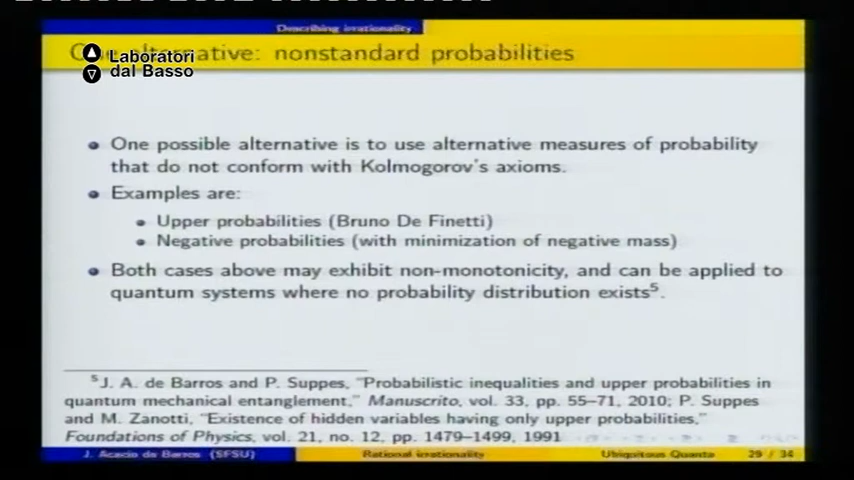 Describing irrationality
alternative: nonstandard probabilities
Laboratori
dal Basso
One possible alternative is to use alternative measures of probability
that do not conform with Kolmogorov's axioms.
Examples are:
Upper probabilities (Bruno De Finetti)
Negative probabilities (with minimization of negative mass)
Both cases above may exhibit non-monotonicity, and can be applied to
quantum systems where no probability distribution exists⁵.
⁵J. A. de Barros and P. Suppes, "Probabilistic inequalities and upper probabilities in
quantum mechanical entanglement," Manuscrito, vol. 33, pp. 55–71, 2010; P. Suppes
and M. Zanotti, "Existence of hidden variables having only upper probabilities,"
Foundations of Physics, vol. 21, no. 12, pp. 1479–1499, 1991
J. Acacio de Barros (SFSU) Rational irrationality Ubiquitous Quanta 29 / 34